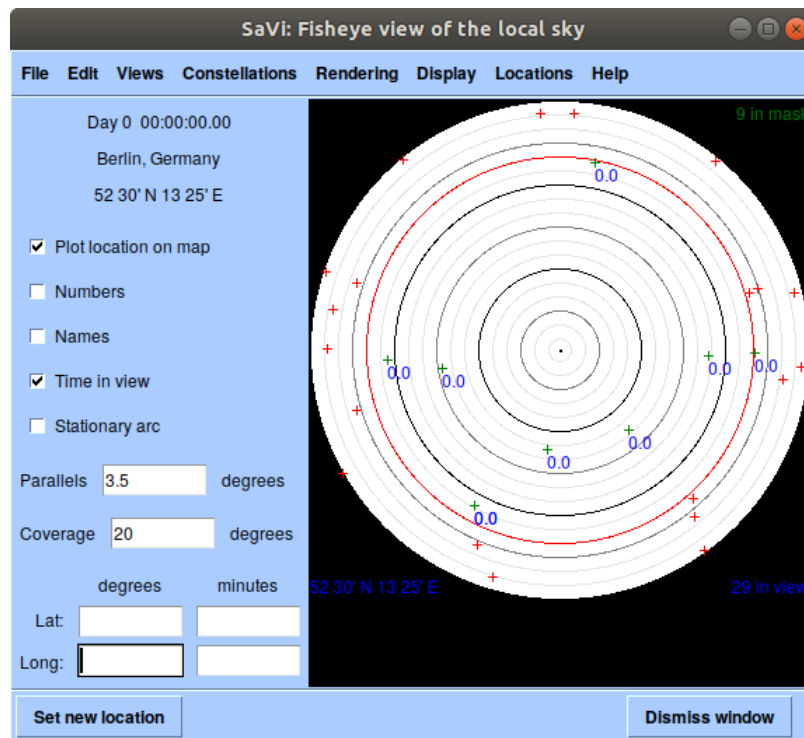 SaVi: Fisheye view of the local sky
File Edit Views Constellations Rendering Display Locations Help
Day 0 00:00:00.00
Berlin, Germany
52 30' N 13 25' E
Plot location on map
Numbers
Names
Time in view
Stationary arc
Parallels 3.5 degrees
Coverage 20 degrees
degrees minutes
Lat:
Long:
9 in mask
0.0
0.0
0.0
0.0
0.0
0.0
0.0
0.0
52 30' N 13 25' E
29 in view
Set new location
Dismiss window